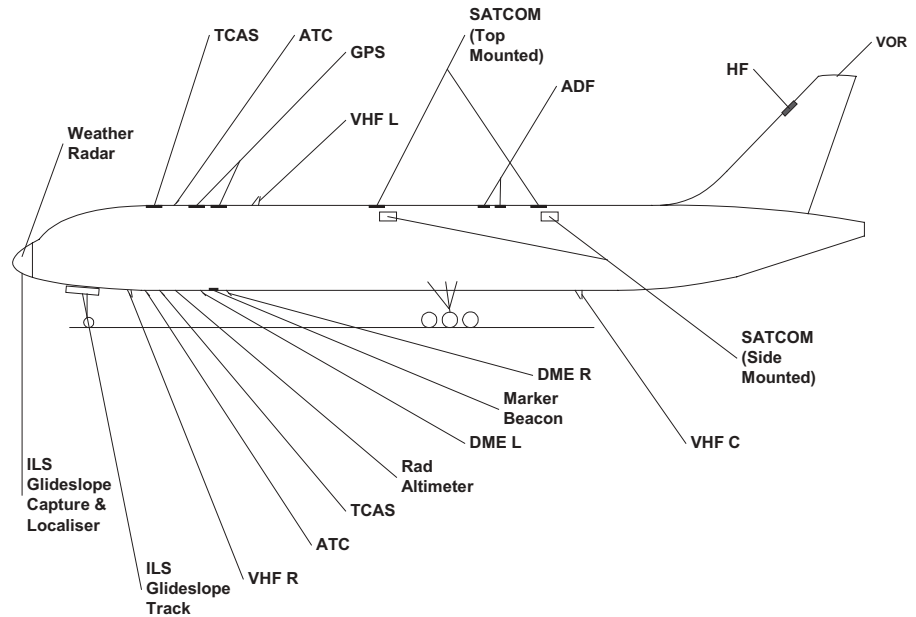 SATCOM
(Top
Mounted)
TCAS
ATC
GPS
VOR
HF
ADF
VHF L
Weather
Radar
SATCOM
(Side
Mounted)
DME R
Marker
Beacon
DME L
VHF C
Rad
Altimeter
ILS
Glideslope
Capture &
Localiser
TCAS
ATC
VHF R
ILS
Glideslope
Track